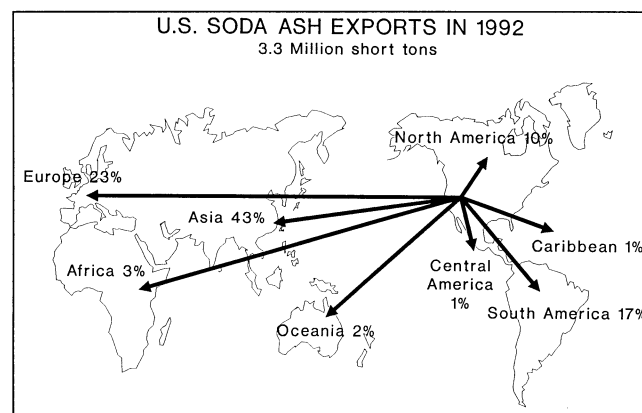 U.S. SODA ASH EXPORTS IN 1992
3.3 Million short tons
North America 10%
Europe 23%
Asia 43%
Caribbean 1%
Africa 3%
Central
America
1%
South America 17%
Oceania 2%